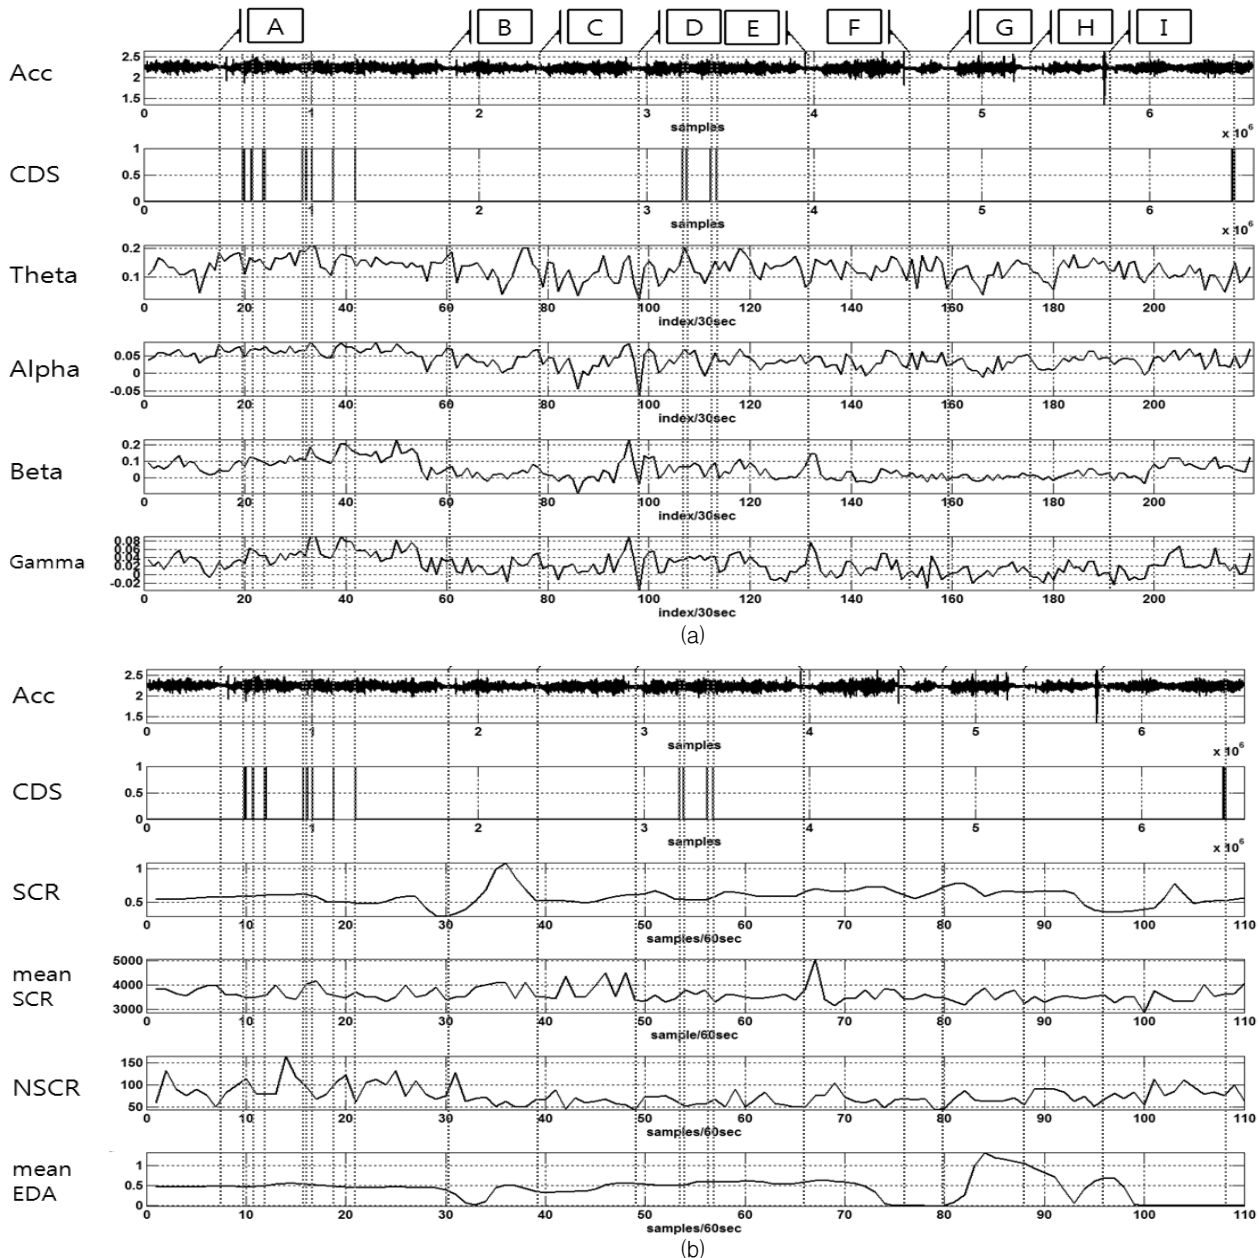 A B C D E F G H I
Acc
2.5
2
1.5
0 1 2 3 4 5 6
samples
x 10^6
CDS
1
0.5
0
0 1 2 3 4 5 6
samples
x 10^6
Theta
0.2
0.1
0 20 40 60 80 100 120 140 160 180 200
index/30sec
Alpha
0.05
0
-0.05
0 20 40 60 80 100 120 140 160 180 200
index/30sec
Beta
0.2
0.1
0
0 20 40 60 80 100 120 140 160 180 200
index/30sec
Gamma
0.08
0.06
0.04
0.02
0
-0.02
0 20 40 60 80 100 120 140 160 180 200
index/30sec
(a)
Acc
2.5
2
1.5
0 1 2 3 4 5 6
samples
x 10^6
CDS
1
0.5
0
0 1 2 3 4 5 6
samples
x 10^6
SCR
1
0.5
0 10 20 30 40 50 60 70 80 90 100 110
samples/60sec
mean
SCR
5000
4000
3000
0 10 20 30 40 50 60 70 80 90 100 110
sample/60sec
NSCR
150
100
50
0 10 20 30 40 50 60 70 80 90 100 110
samples/60sec
mean
EDA
1
0.5
0
0 10 20 30 40 50 60 70 80 90 100 110
samples/60sec
(b)